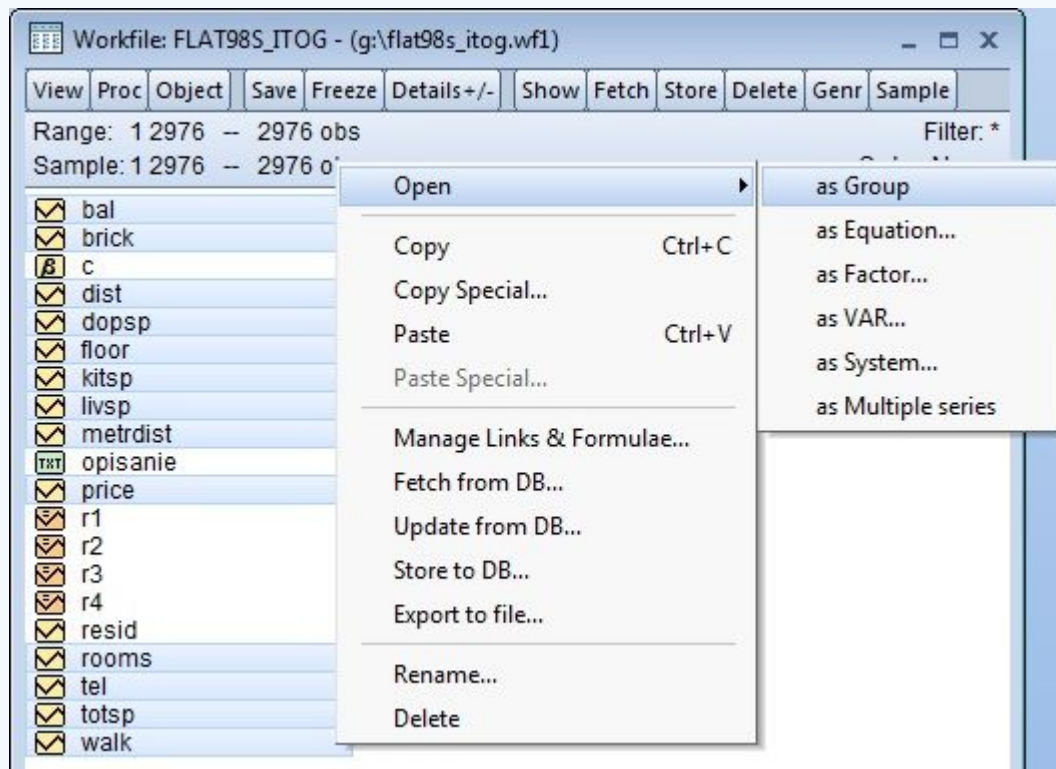 Workfile: FLAT98S_ITOG - (g:\flat98s_itog.wf1)
View Proc Object Save Freeze Details+/- Show Fetch Store Delete Genr Sample
Range: 1 2976 -- 2976 obs Filter: *
Sample: 1 2976 -- 2976
bal
brick
c
dist
dopsp
floor
kitsp
livsp
metrdist
opisanie
price
r1
r2
r3
r4
resid
rooms
tel
totsp
walk
Open
Copy Ctrl+C
Copy Special...
Paste Ctrl+V
Paste Special...
Manage Links & Formulae...
Fetch from DB...
Update from DB...
Store to DB...
Export to file...
Rename...
Delete
as Group
as Equation...
as Factor...
as VAR...
as System...
as Multiple series